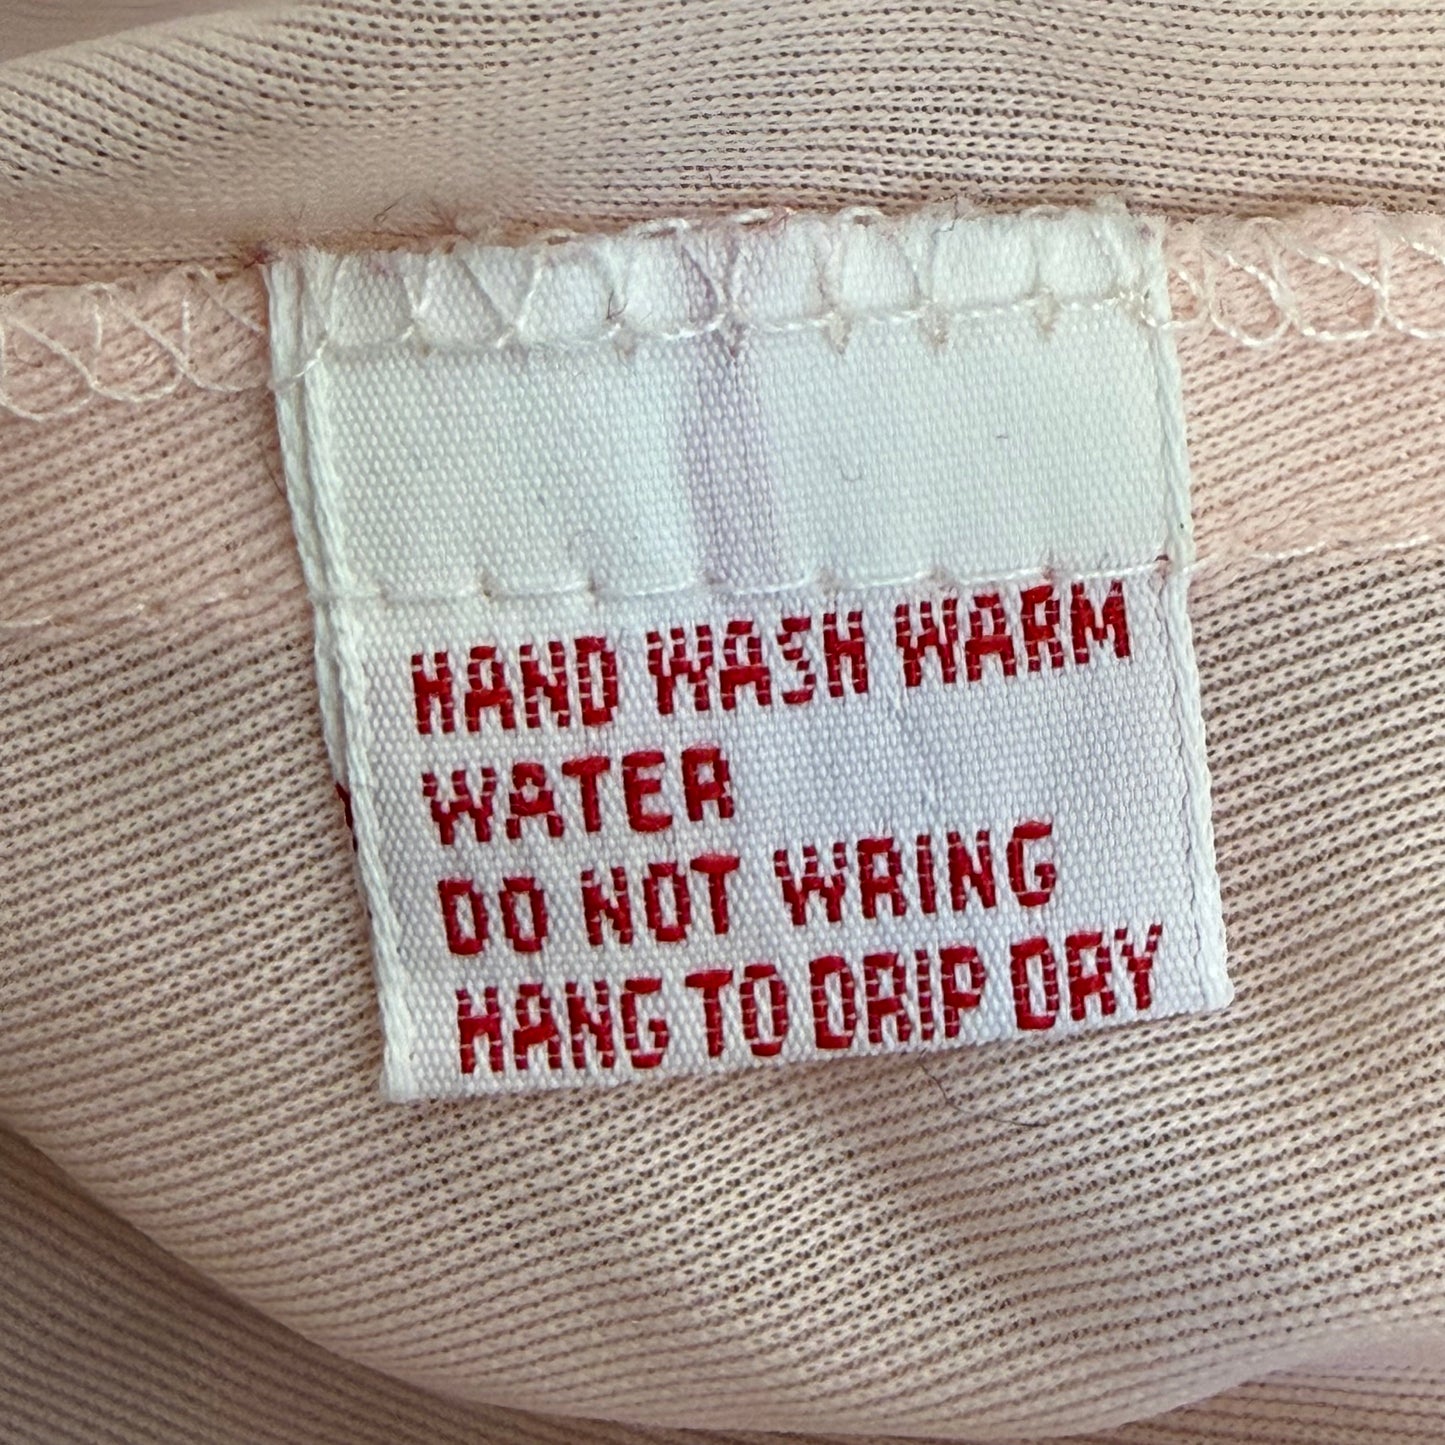 HAND WASH WARM
WATER
DO NOT WRING
HANG TO DRIP DRY